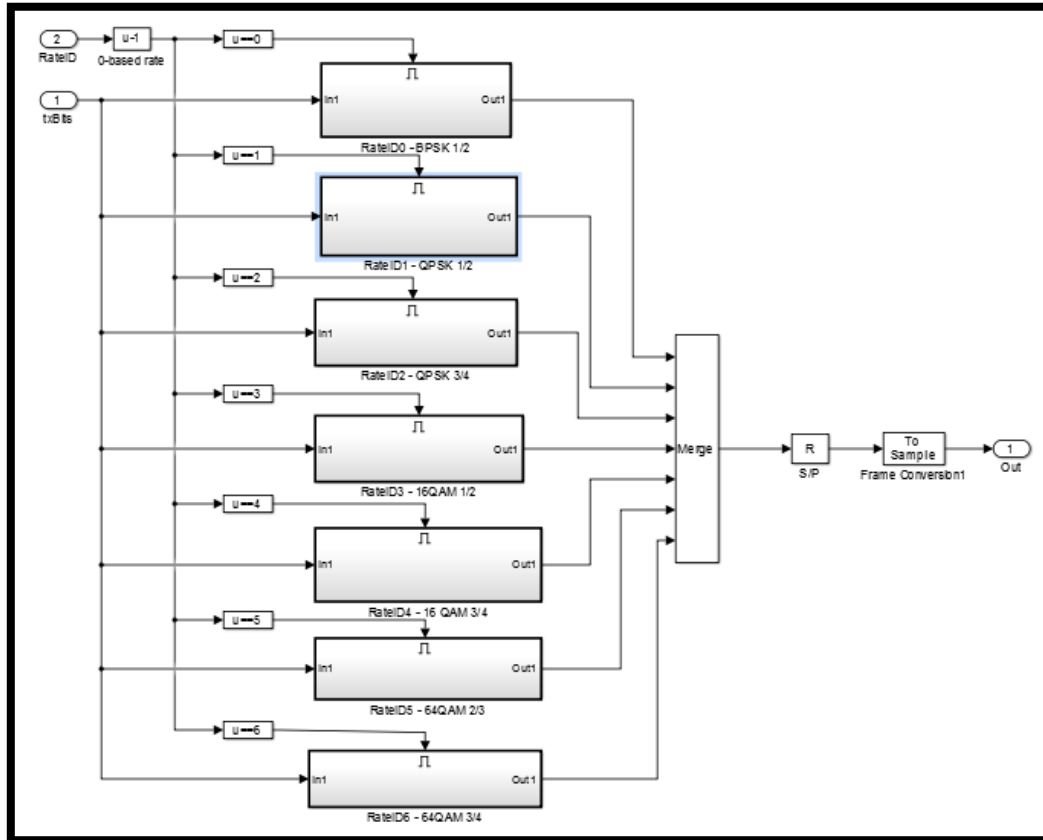 2
RateID
u-1
0-based rate
u==0
1
txBits
In1
Out1
RateID0 - BPSK 1/2
u==1
In1
Out1
RateID1 - QPSK 1/2
u==2
In1
Out1
RateID2 - QPSK 3/4
u==3
In1
Out1
RateID3 - 16QAM 1/2
u==4
In1
Out1
RateID4 - 16 QAM 3/4
u==5
In1
Out1
RateID5 - 64QAM 2/3
u==6
In1
Out1
RateID6 - 64QAM 3/4
Merge
R
S/P
To
Sample
Frame Conversion1
1
Out